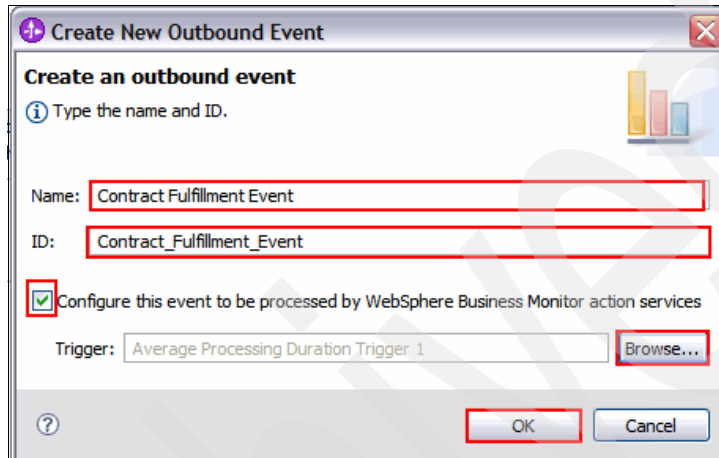 Create New Outbound Event
Create an outbound event
Type the name and ID.
Name: Contract Fulfillment Event
ID: Contract_Fulfillment_Event
Configure this event to be processed by WebSphere Business Monitor action services
Trigger: Average Processing Duration Trigger 1 Browse...
OK Cancel